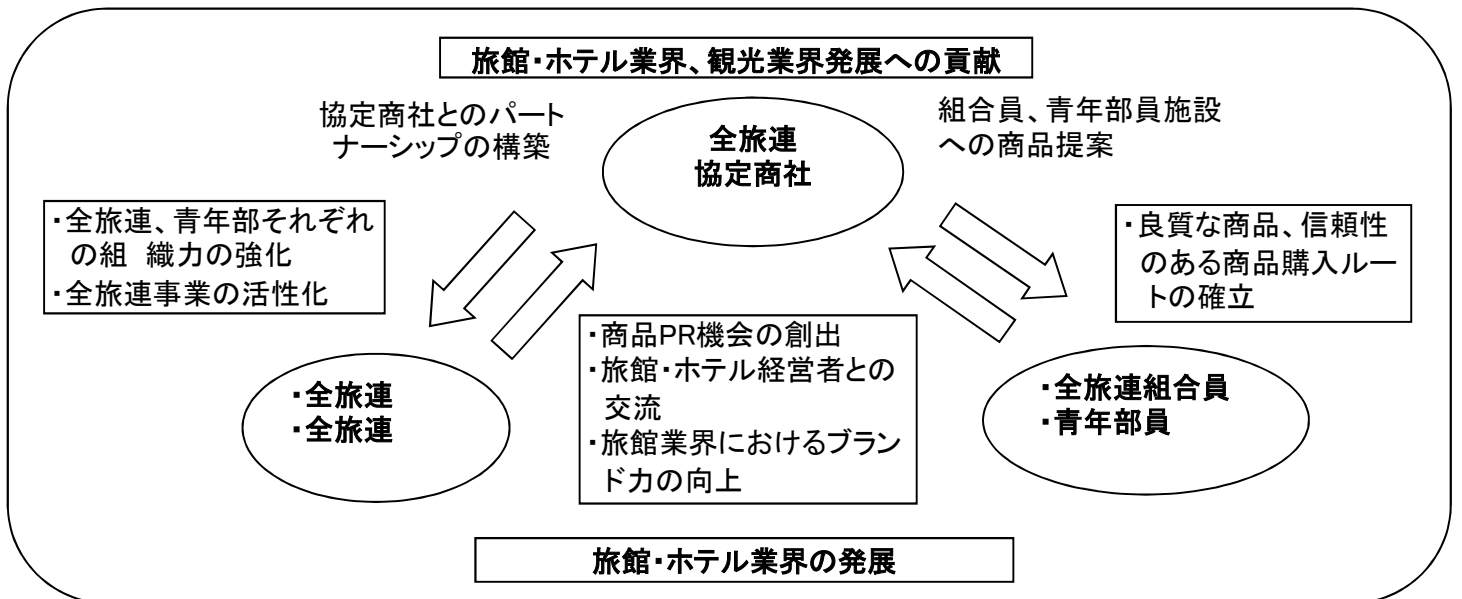 旅館・ホテル業界、観光業界発展への貢献
協定商社とのパート
ナーシップの構築
全旅連
協定商社
組合員、青年部員施設
への商品提案
・全旅連、青年部それぞれ
の組 織力の強化
・全旅連事業の活性化
・良質な商品、信頼性
のある商品購入ルー
トの確立
・商品PR機会の創出
・旅館・ホテル経営者との
交流
・旅館業界におけるブラン
ド力の向上
・全旅連
・全旅連
・全旅連組合員
・青年部員
旅館・ホテル業界の発展